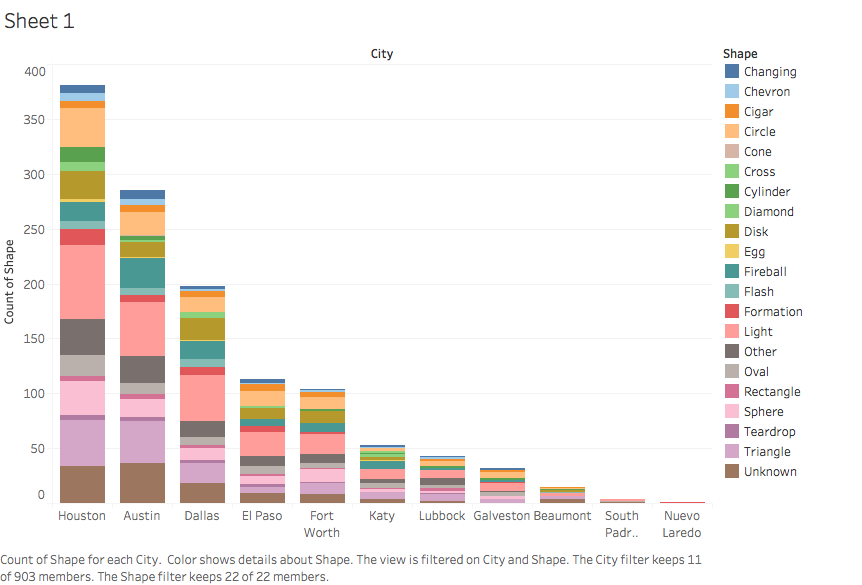 Sheet 1
City
Shape
400
350
300
250
200
150
100
50
0
Count of Shape
Houston
Austin
Dallas
El Paso
Fort
Worth
Katy
Lubbock
Galveston
Beaumont
South
Padr..
Nuevo
Laredo
Changing
Chevron
Cigar
Circle
Cone
Cross
Cylinder
Diamond
Disk
Egg
Fireball
Flash
Formation
Light
Other
Oval
Rectangle
Sphere
Teardrop
Triangle
Unknown
Count of Shape for each City.  Color shows details about Shape. The view is filtered on City and Shape. The City filter keeps 11
of 903 members. The Shape filter keeps 22 of 22 members.